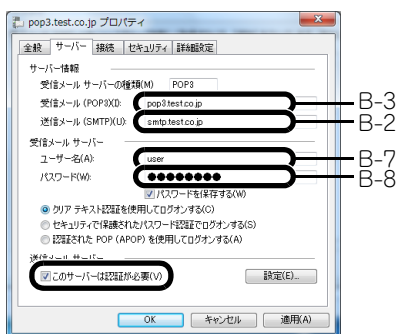 pop3.test.co.jp プロパティ
全般 サーバー 接続 セキュリティ 詳細設定
サーバー情報
受信メール サーバーの種類(M) POP3
受信メール (POP3)(I): pop3.test.co.jp B-3
送信メール (SMTP)(U): smtp.test.co.jp B-2
受信メール サーバー
ユーザー名(A): user B-7
パスワード(W): ●●●●●●●● B-8
パスワードを保存する(W)
クリア テキスト認証を使用してログオンする(C)
セキュリティで保護されたパスワード認証でログオンする(S)
認証された POP (APOP) を使用してログオンする(A)
送信メール サーバー
このサーバーは認証が必要(V) 設定(E)...
OK キャンセル 適用(A)